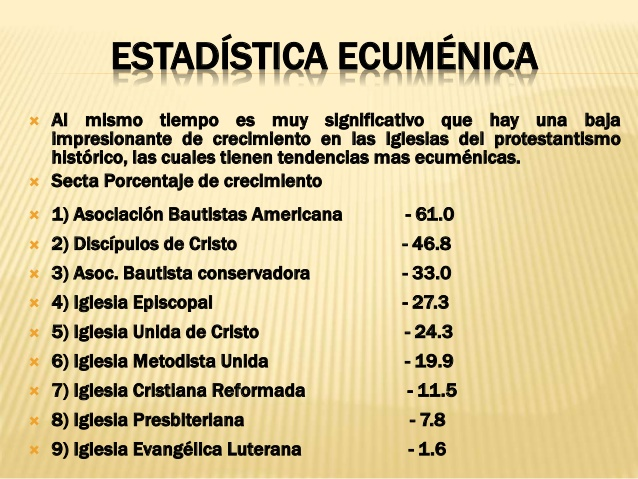 ESTADÍSTICA ECUMÉNICA
Al mismo tiempo es muy significativo que hay una baja
impresionante de crecimiento en las iglesias del protestantismo
histórico, las cuales tienen tendencias mas ecuménicas.
Secta Porcentaje de crecimiento
1) Asociación Bautistas Americana - 61.0
2) Discípulos de Cristo - 46.8
3) Asoc. Bautista conservadora - 33.0
4) Iglesia Episcopal - 27.3
5) Iglesia Unida de Cristo - 24.3
6) Iglesia Metodista Unida - 19.9
7) Iglesia Cristiana Reformada - 11.5
8) Iglesia Presbiteriana - 7.8
9) Iglesia Evangélica Luterana - 1.6